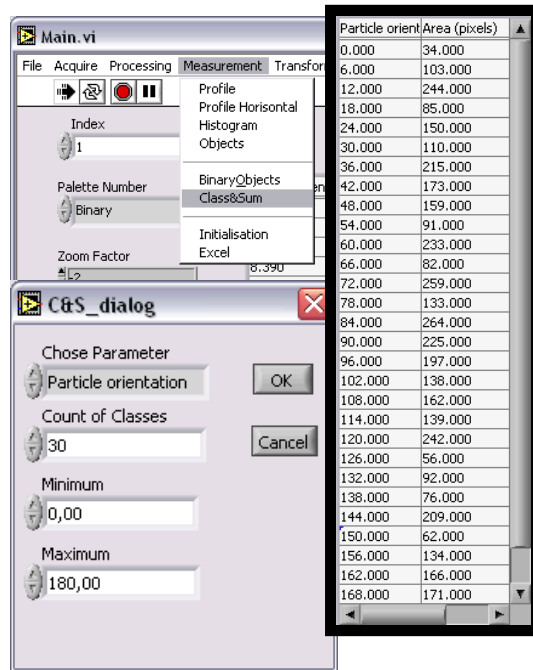 Main.vi
File Acquire Processing Measurement Transfor
Profile
Profile Horisontal
Histogram
Objects
BinaryObjects
Class&Sum
Initialisation
Excel
Index
1
Palette Number
Binary
Zoom Factor
-2
8.390
C&S_dialog
Chose Parameter
Particle orientation
OK
Count of Classes
30
Cancel
Minimum
0,00
Maximum
180,00
Particle orient Area (pixels)
0.000 34.000
6.000 103.000
12.000 244.000
18.000 85.000
24.000 150.000
30.000 110.000
36.000 215.000
42.000 173.000
48.000 159.000
54.000 91.000
60.000 233.000
66.000 82.000
72.000 259.000
78.000 133.000
84.000 264.000
90.000 225.000
96.000 197.000
102.000 138.000
108.000 162.000
114.000 139.000
120.000 242.000
126.000 56.000
132.000 92.000
138.000 76.000
144.000 209.000
150.000 62.000
156.000 134.000
162.000 166.000
168.000 171.000